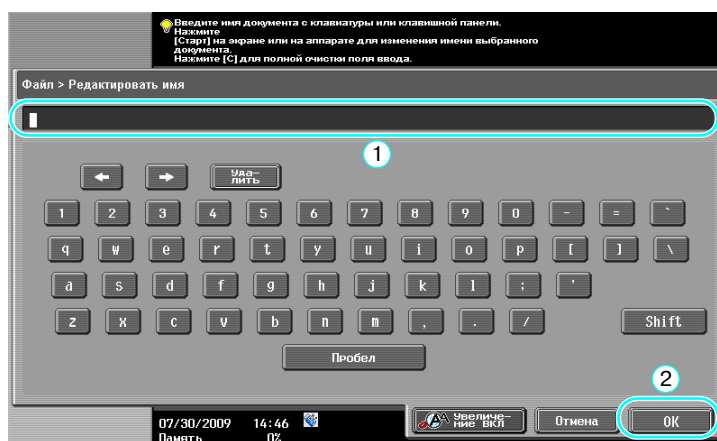 Введите имя документа с клавиатуры или клавишной панели.
Нажмите
[Старт] на экране или на аппарате для изменения имени выбранного
документа.
Нажмите [C] для полной очистки поля ввода.
Файл > Редактировать имя
1
Уда-
лить
1 2 3 4 5 6 7 8 9 0 - = `
q w e r t y u i o p [ ] \
a s d f g h j k l ; '
z x c v b n m , . / Shift
Пробел
2
07/30/2009 14:46 Увеличе-
ние ВКЛ Отмена OK
Память 0%